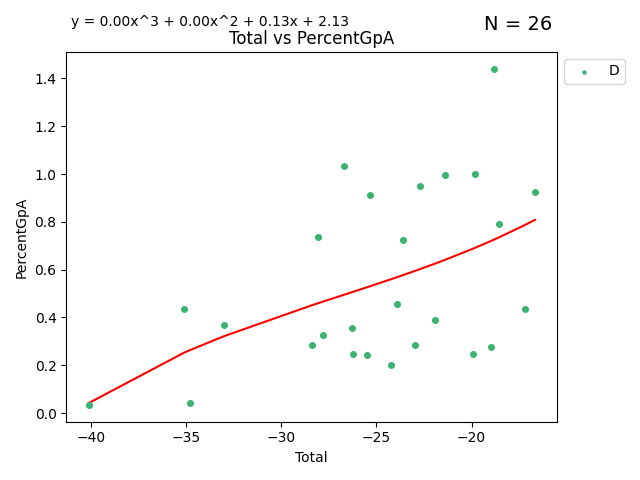 y = 0.00x^3 + 0.00x^2 + 0.13x + 2.13
N = 26
Total vs PercentGpA
D
PercentGpA
1.4
1.2
1.0
0.8
0.6
0.4
0.2
0.0
−40
−35
−30
−25
−20
Total